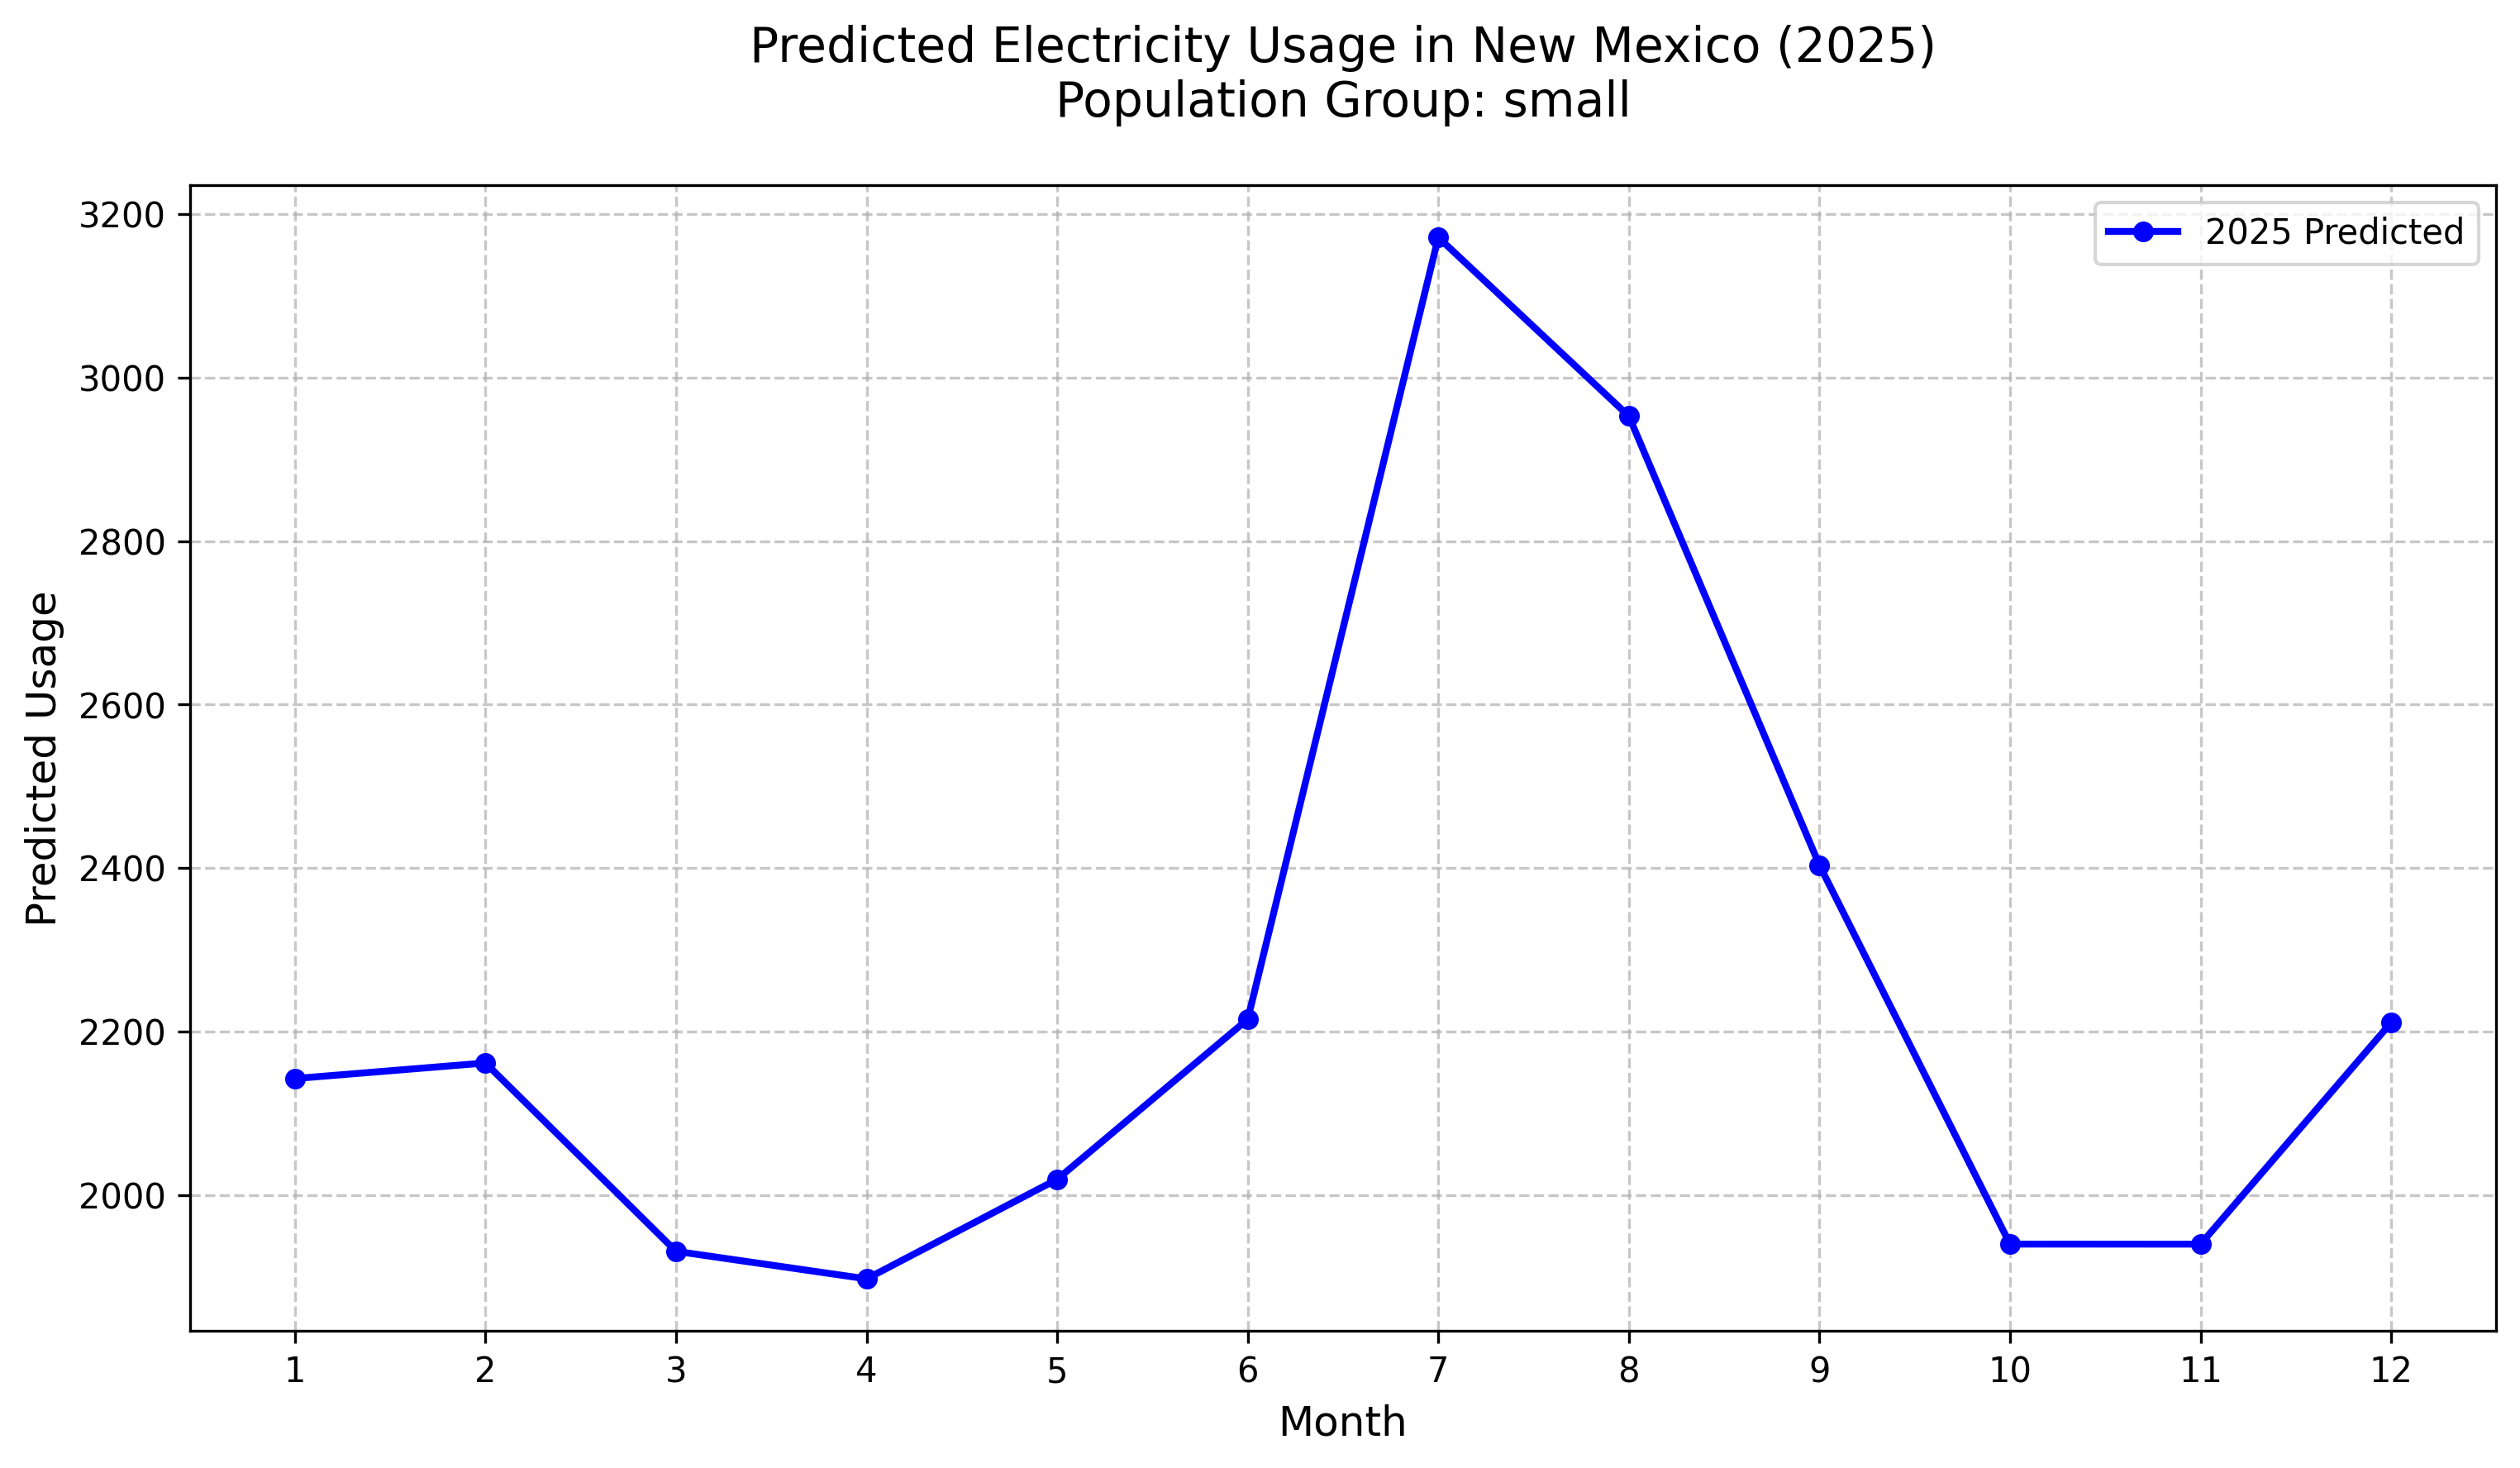 Predicted Electricity Usage in New Mexico (2025)
Population Group: small
3200
3000
2800
2600
2400
2200
2000
Predicted Usage
2025 Predicted
1 2 3 4 5 6 7 8 9 10 11 12
Month